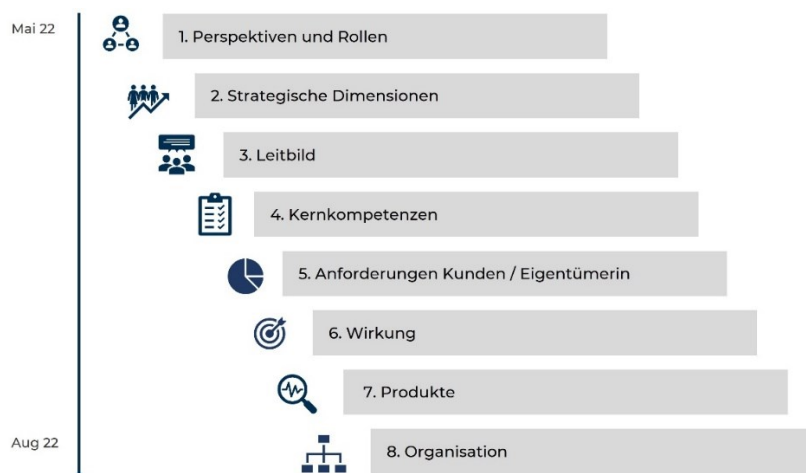 Mai 22
1. Perspektiven und Rollen
2. Strategische Dimensionen
3. Leitbild
4. Kernkompetenzen
5. Anforderungen Kunden / Eigentümerin
6. Wirkung
7. Produkte
Aug 22
8. Organisation